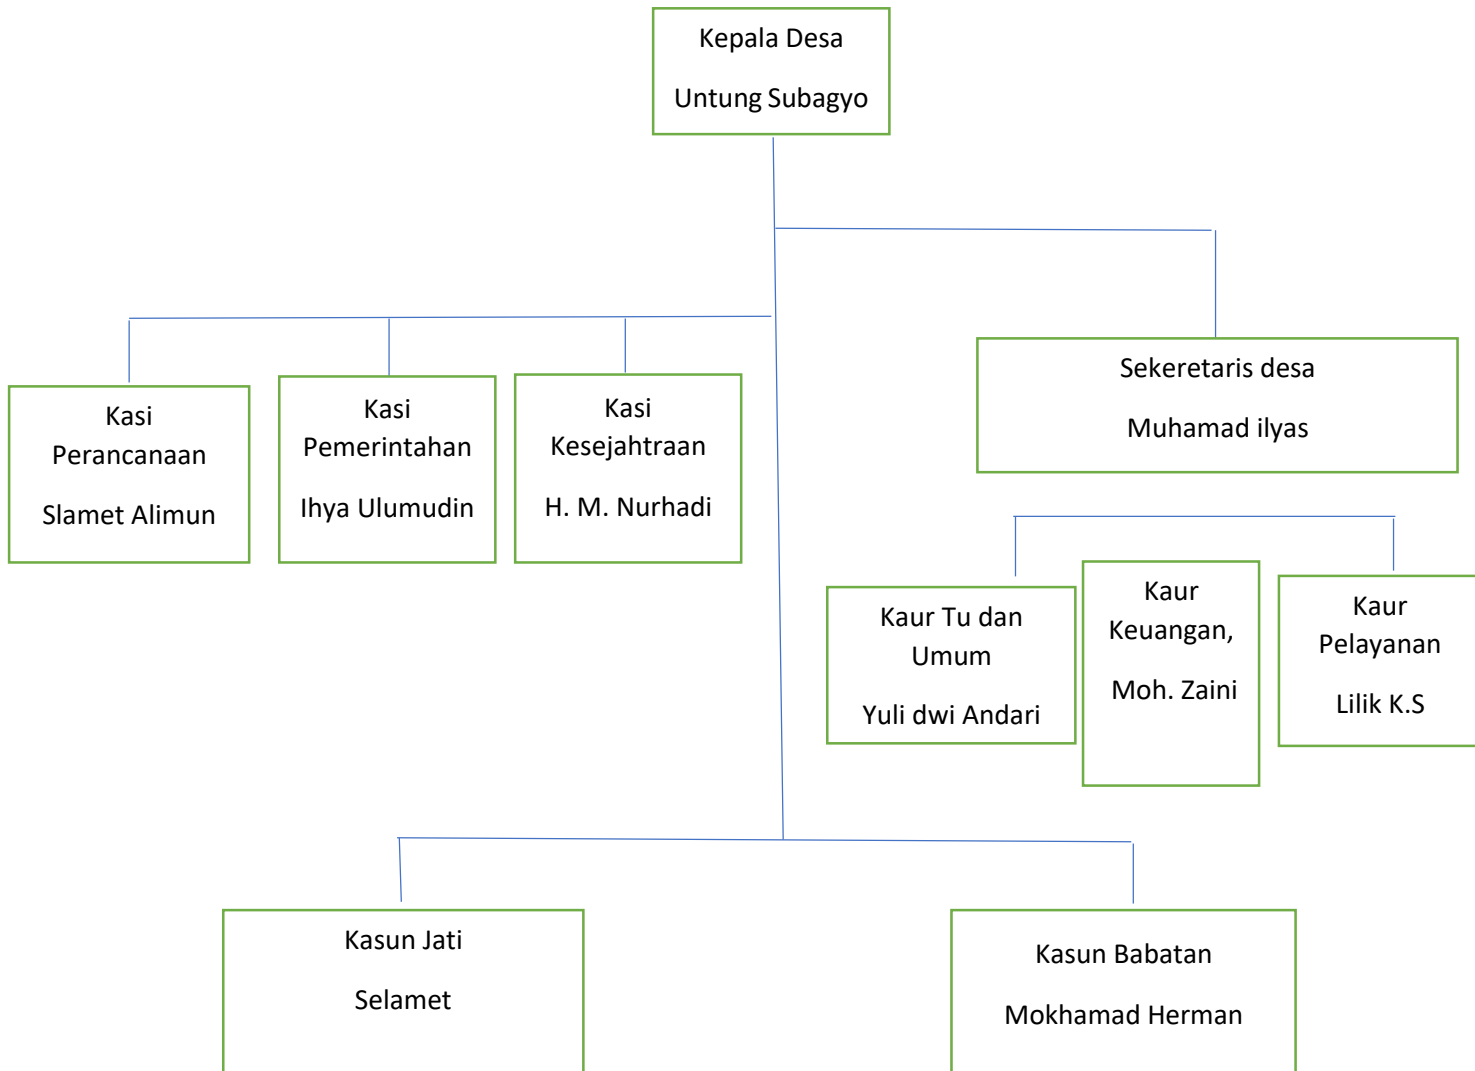 Kepala Desa
Untung Subagyo
Sekeretaris desa
Muhamad ilyas
Kasi
Perancanaan
Slamet Alimun
Kasi
Pemerintahan
Ihya Ulumudin
Kasi
Kesejahtraan
H. M. Nurhadi
Kaur Tu dan
Umum
Yuli dwi Andari
Kaur
Keuangan,
Moh. Zaini
Kaur
Pelayanan
Lilik K.S
Kasun Jati
Selamet
Kasun Babatan
Mokhamad Herman